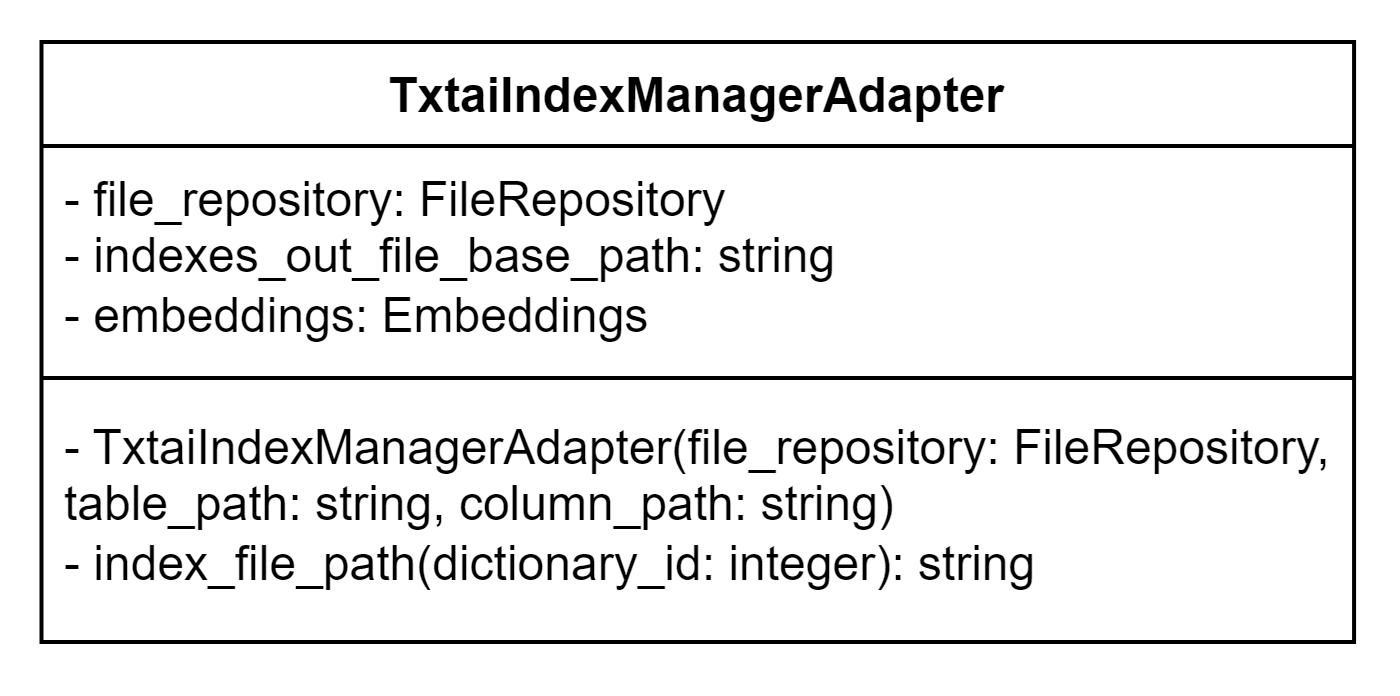 TxtaiIndexManagerAdapter
- file_repository: FileRepository
- indexes_out_file_base_path: string
- embeddings: Embeddings
- TxtaiIndexManagerAdapter(file_repository: FileRepository,
table_path: string, column_path: string)
- index_file_path(dictionary_id: integer): string